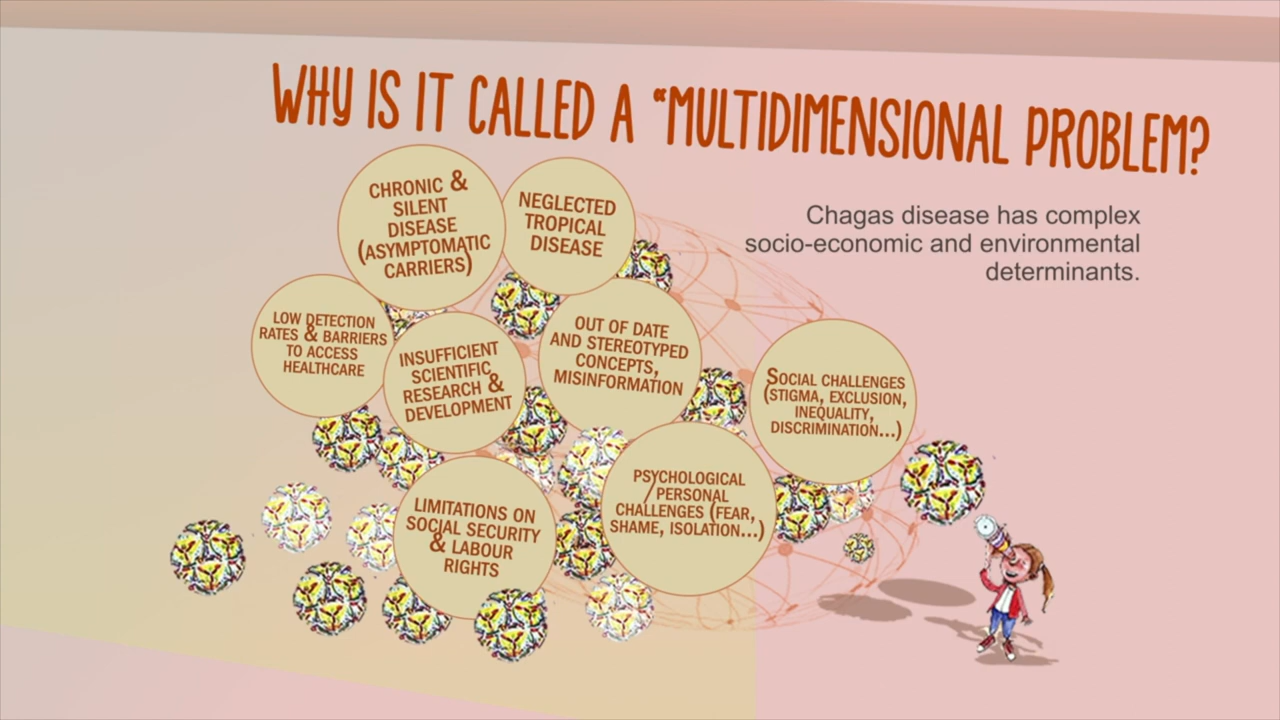 WHY IS IT CALLED A “MULTIDIMENSIONAL PROBLEM?
Chagas disease has complex
socio-economic and environmental
determinants.
CHRONIC &
SILENT
DISEASE
(ASYMPTOMATIC
CARRIERS)
NEGLECTED
TROPICAL
DISEASE
LOW DETECTION
RATES & BARRIERS
TO ACCESS
HEALTHCARE
INSUFFICIENT
SCIENTIFIC
RESEARCH &
DEVELOPMENT
OUT OF DATE
AND STEREOTYPED
CONCEPTS,
MISINFORMATION
SOCIAL CHALLENGES
(STIGMA, EXCLUSION,
INEQUALITY,
DISCRIMINATION...)
LIMITATIONS ON
SOCIAL SECURITY
& LABOUR
RIGHTS
PSYCHOLOGICAL
/PERSONAL
CHALLENGES (FEAR,
SHAME, ISOLATION...)